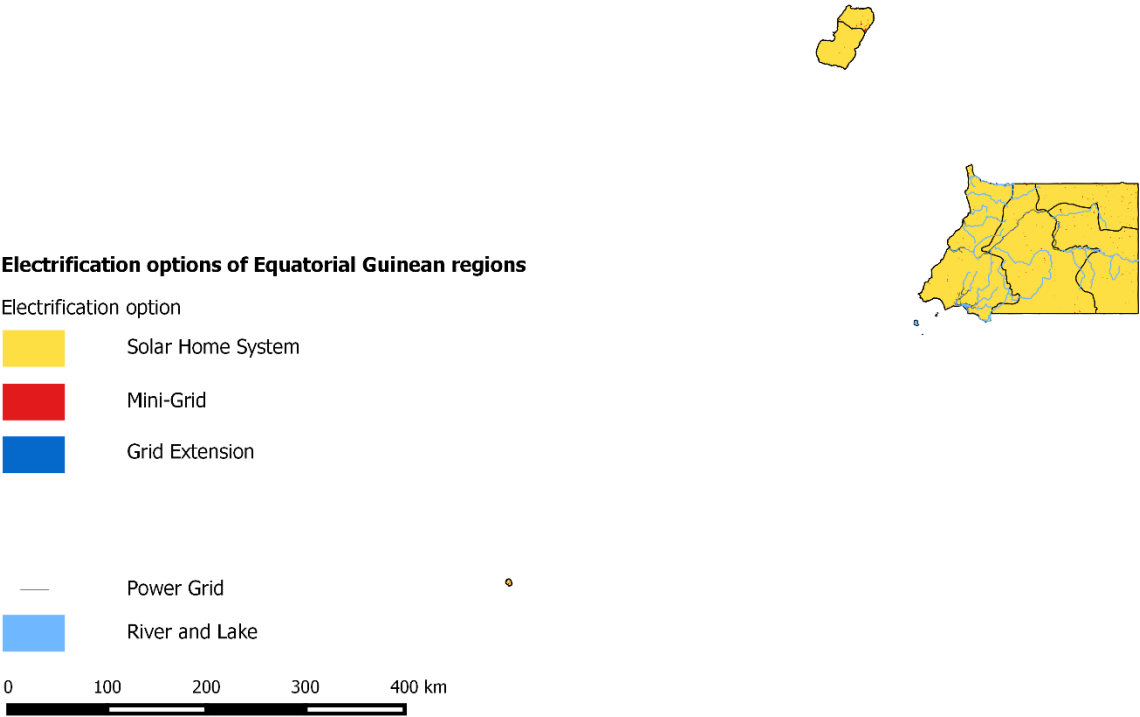 Electrification options of Equatorial Guinean regions
Electrification option
Solar Home System
Mini-Grid
Grid Extension
Power Grid
River and Lake
0 100 200 300 400 km